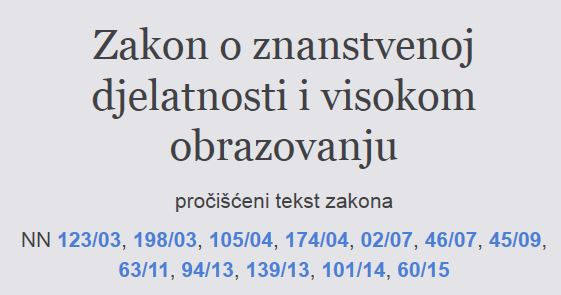 Zakon o znanstvenoj
djelatnosti i visokom
obrazovanju
pročišćeni tekst zakona
NN 123/03, 198/03, 105/04, 174/04, 02/07, 46/07, 45/09,
63/11, 94/13, 139/13, 101/14, 60/15